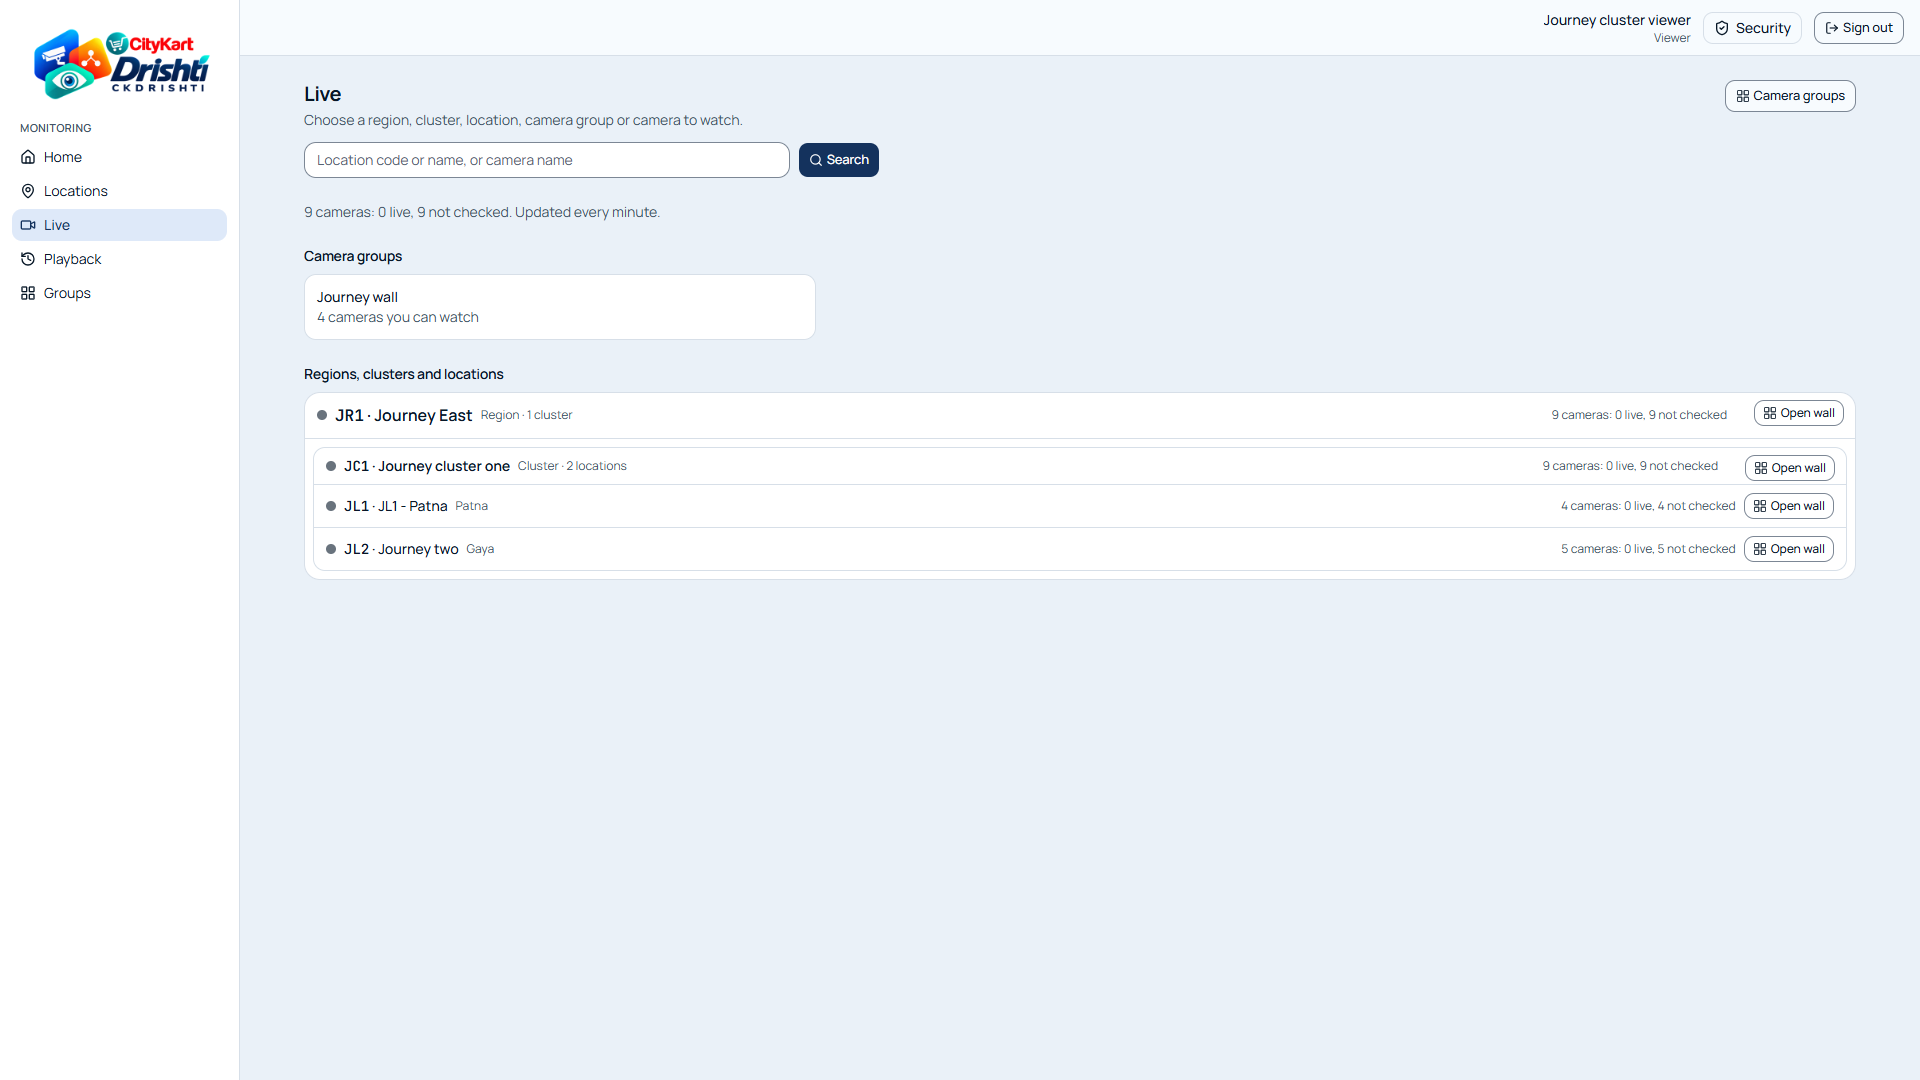 CityKart
Drishti
CKDRISHTI
MONITORING
Home
Locations
Live
Playback
Groups
Journey cluster viewer
Viewer
Security
Sign out
Live
Choose a region, cluster, location, camera group or camera to watch.
Camera groups
Location code or name, or camera name
Search
9 cameras: 0 live, 9 not checked. Updated every minute.
Camera groups
Journey wall
4 cameras you can watch
Regions, clusters and locations
JR1 · Journey East Region · 1 cluster 9 cameras: 0 live, 9 not checked Open wall
JC1 · Journey cluster one Cluster · 2 locations 9 cameras: 0 live, 9 not checked Open wall
JL1 · JL1 - Patna Patna 4 cameras: 0 live, 4 not checked Open wall
JL2 · Journey two Gaya 5 cameras: 0 live, 5 not checked Open wall